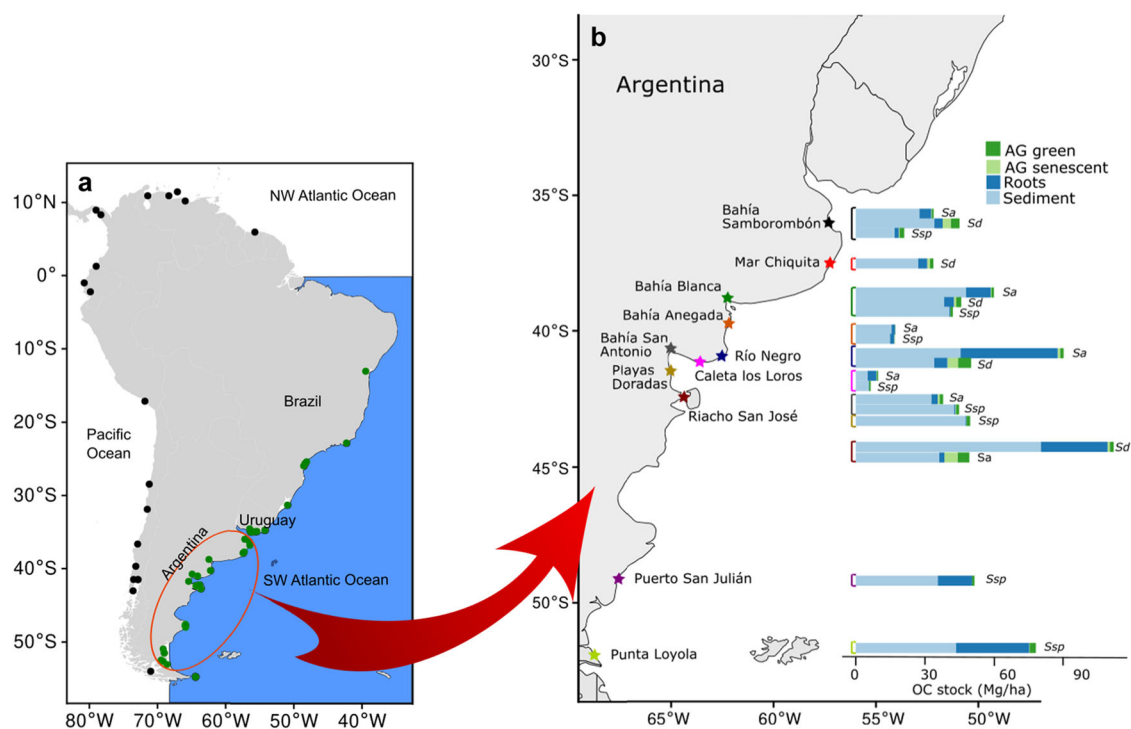 a
NW Atlantic Ocean
Brazil
Pacific
Ocean
Uruguay
Argentina
SW Atlantic Ocean
10°N
0°
10°S
20°S
30°S
40°S
50°S
80°W
70°W
60°W
50°W
40°W
b
Argentina
30°S
35°S
40°S
45°S
50°S
65°W
60°W
55°W
50°W
AG green
AG senescent
Roots
Sediment
Bahía
Samborombón
Mar Chiquita
Bahía Blanca
Bahía Anegada
Bahía San
Antonio
Río Negro
Playas
Doradas
Caleta los Loros
Riacho San José
Puerto San Julián
Punta Loyola
Sa
Sd
Ssp
Sd
Sa
Sd
Ssp
Sa
Ssp
Sa
Sd
Sa
Ssp
Sa
Ssp
Ssp
Sd
Sa
Ssp
Ssp
0
30
60
90
OC stock (Mg/ha)